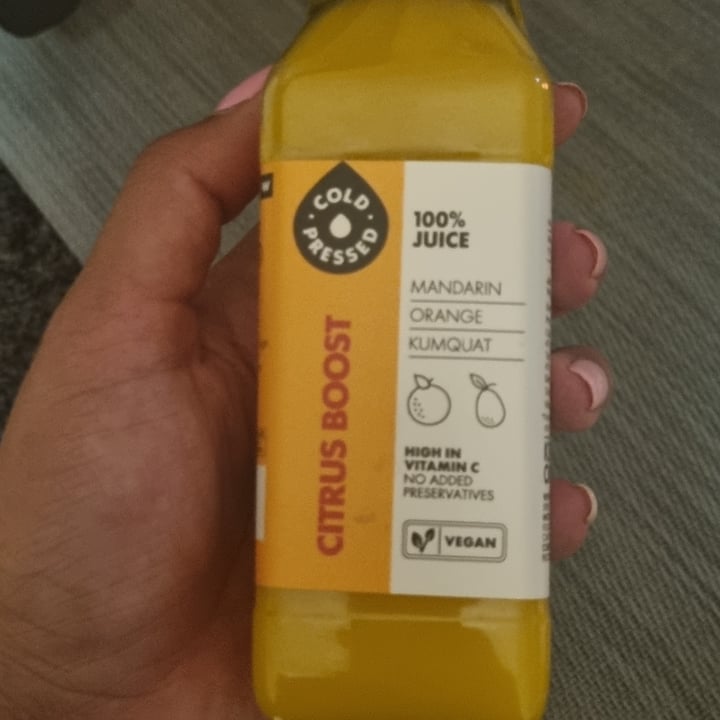 COLD
PRESSED
CITRUS BOOST
100%
JUICE
MANDARIN
ORANGE
KUMQUAT
HIGH IN
VITAMIN C
NO ADDED
PRESERVATIVES
VEGAN